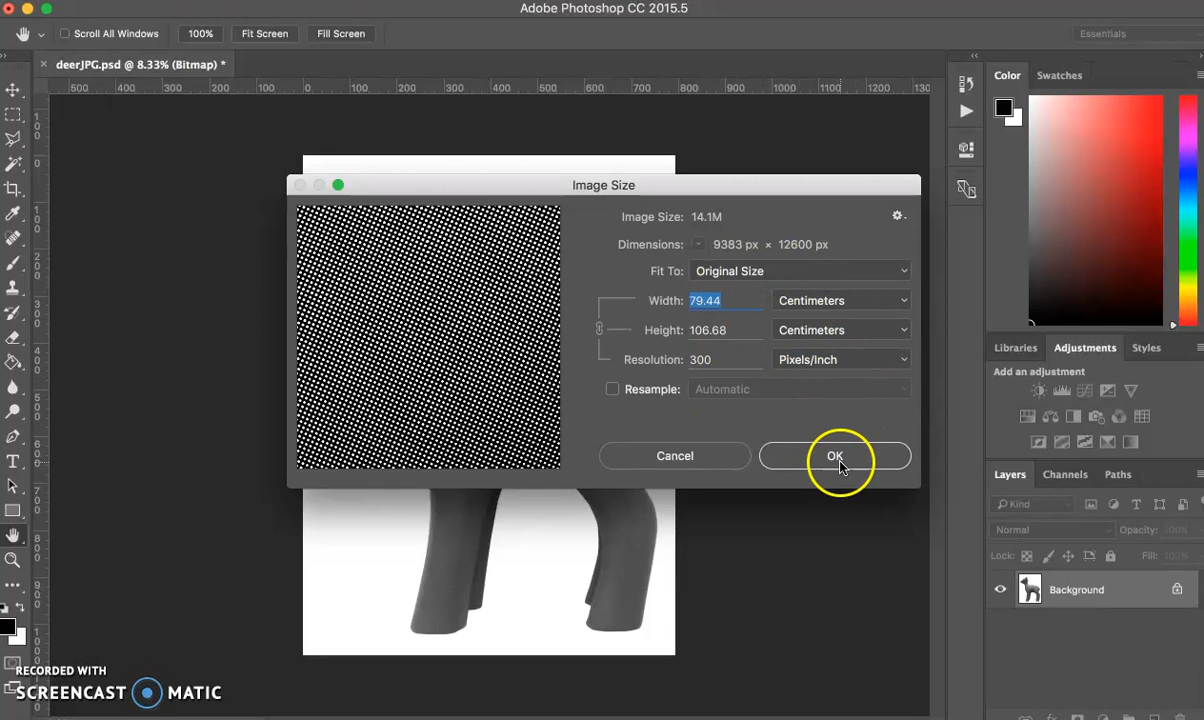 Adobe Photoshop CC 2015.5
Scroll All Windows 100% Fit Screen Fill Screen Essentials
deerJPG.psd @ 8.33% (Bitmap) *
500 400 300 200 100 0 100 200 300 400 500 600 700 800 900 1000 1100 1200
Color Swatches
Image Size
Image Size: 14.1M
Dimensions: 9383 px × 12600 px
Fit To: Original Size
Width: 79.44 Centimeters
Height: 106.68 Centimeters
Resolution: 300 Pixels/Inch
Resample: Automatic
Cancel OK
Libraries Adjustments Styles
Add an adjustment
Layers Channels Paths
Kind
Normal Opacity: 100%
Lock: Fill: 100%
Background
RECORDED WITH
SCREENCAST MATIC